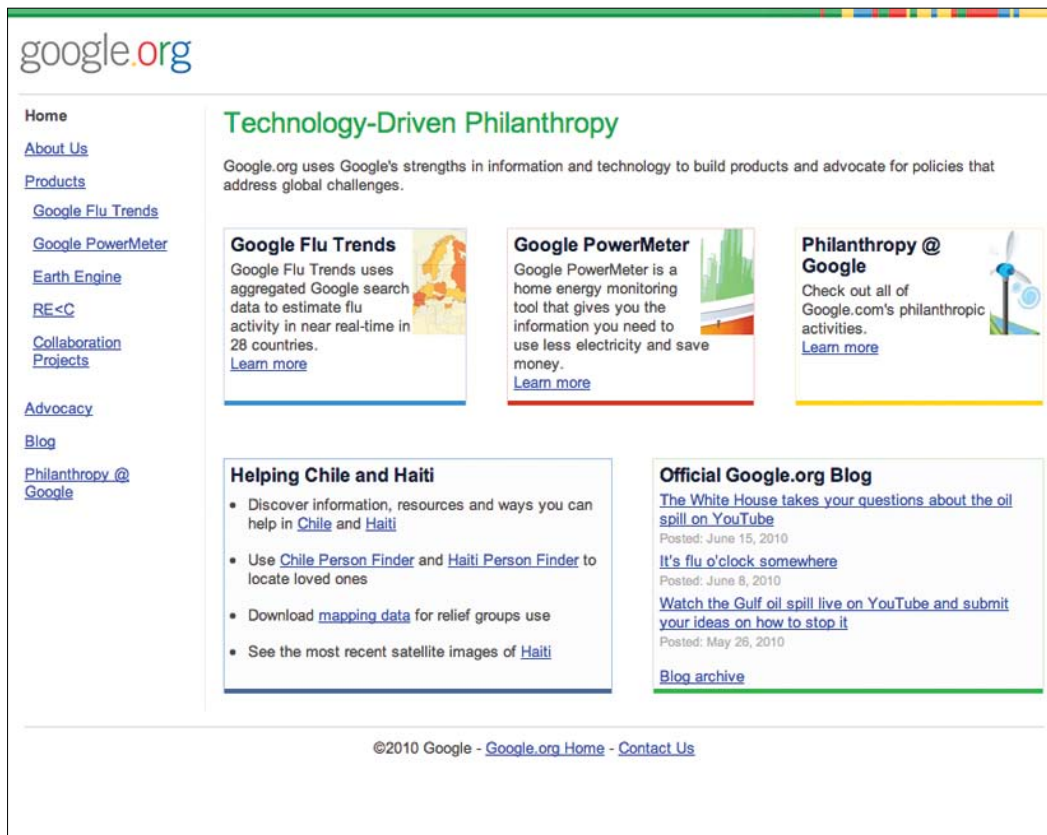 google.org
Home
About Us
Products
Google Flu Trends
Google PowerMeter
Earth Engine
RE<C
Collaboration
Projects
Advocacy
Blog
Philanthropy @
Google
Technology-Driven Philanthropy
Google.org uses Google's strengths in information and technology to build products and advocate for policies that
address global challenges.
Google Flu Trends
Google Flu Trends uses
aggregated Google search
data to estimate flu
activity in near real-time in
28 countries.
Learn more
Google PowerMeter
Google PowerMeter is a
home energy monitoring
tool that gives you the
information you need to
use less electricity and save
money.
Learn more
Philanthropy @
Google
Check out all of
Google.com's philanthropic
activities.
Learn more
Helping Chile and Haiti
• Discover information, resources and ways you can
help in Chile and Haiti
• Use Chile Person Finder and Haiti Person Finder to
locate loved ones
• Download mapping data for relief groups use
• See the most recent satellite images of Haiti
Official Google.org Blog
The White House takes your questions about the oil
spill on YouTube
Posted: June 15, 2010
It's flu o'clock somewhere
Posted: June 8, 2010
Watch the Gulf oil spill live on YouTube and submit
your ideas on how to stop it
Posted: May 26, 2010
Blog archive
©2010 Google - Google.org Home - Contact Us